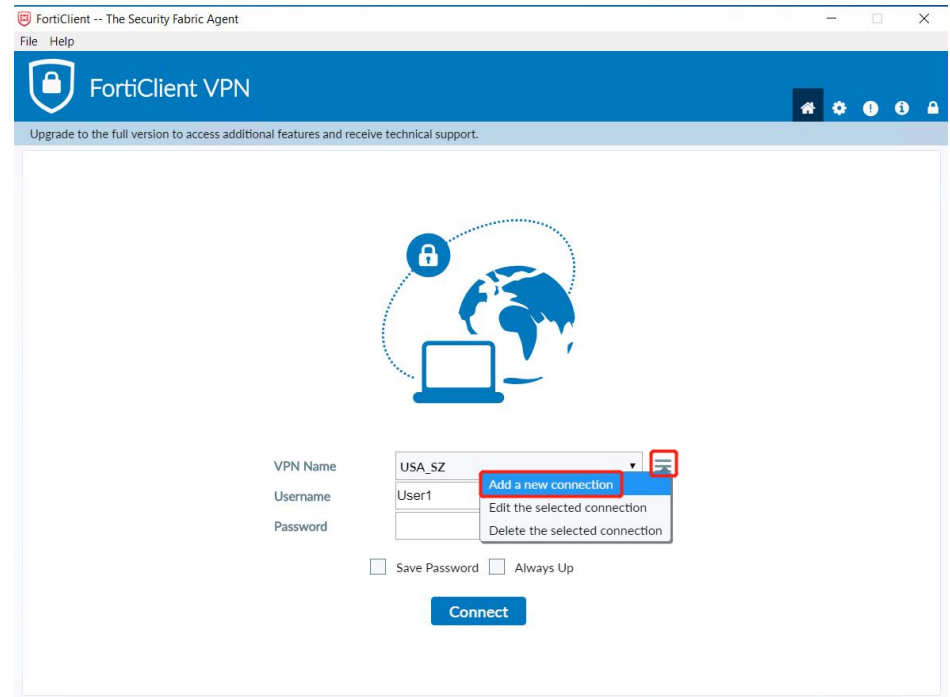 FortiClient -- The Security Fabric Agent
File Help
FortiClient VPN
Upgrade to the full version to access additional features and receive technical support.
VPN Name USA_SZ
Add a new connection
Username User1
Edit the selected connection
Password
Delete the selected connection
Save Password Always Up
Connect